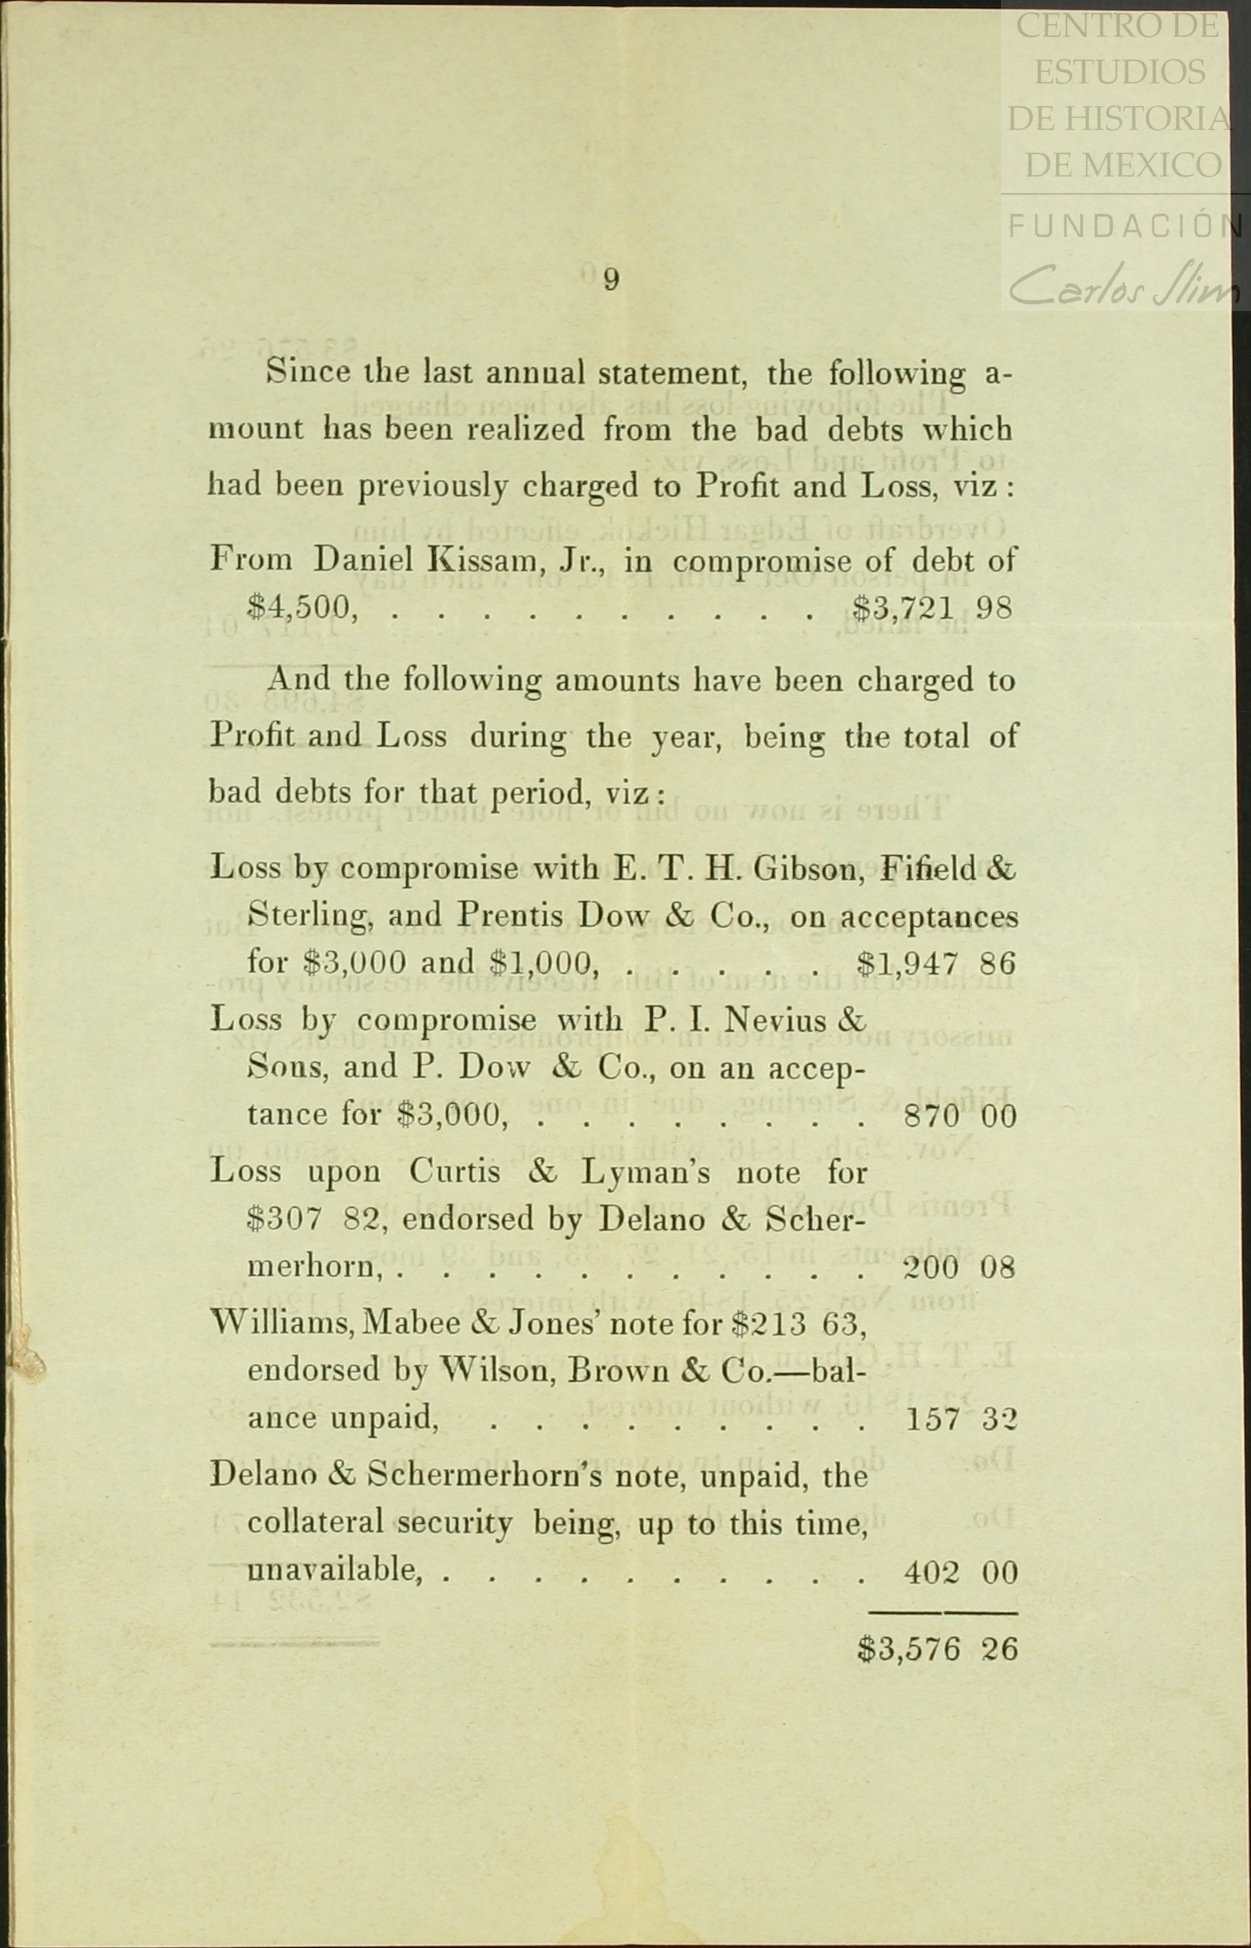 CENTRO DE
ESTUDIOS
DE HISTORIA
DE MEXICO
FUNDACIÓN
Carlos Slim
9
Since the last annual statement, the following a-
mount has been realized from the bad debts which
had been previously charged to Profit and Loss, viz :
From Daniel Kissam, Jr., in compromise of debt of
$4,500, . . . . . . . . . . $3,721 98
And the following amounts have been charged to
Profit and Loss during the year, being the total of
bad debts for that period, viz :
Loss by compromise with E. T. H. Gibson, Fifield &
Sterling, and Prentis Dow & Co., on acceptances
for $3,000 and $1,000, . . . . . $1,947 86
Loss by compromise with P. I. Nevius &
Sons, and P. Dow & Co., on an accep-
tance for $3,000, . . . . . . . . 870 00
Loss upon Curtis & Lyman's note for
$307 82, endorsed by Delano & Scher-
merhorn, . . . . . . . . . . . 200 08
Williams, Mabee & Jones' note for $213 63,
endorsed by Wilson, Brown & Co.—bal-
ance unpaid, . . . . . . . . . 157 32
Delano & Schermerhorn's note, unpaid, the
collateral security being, up to this time,
unavailable, . . . . . . . . . . 402 00
$3,576 26